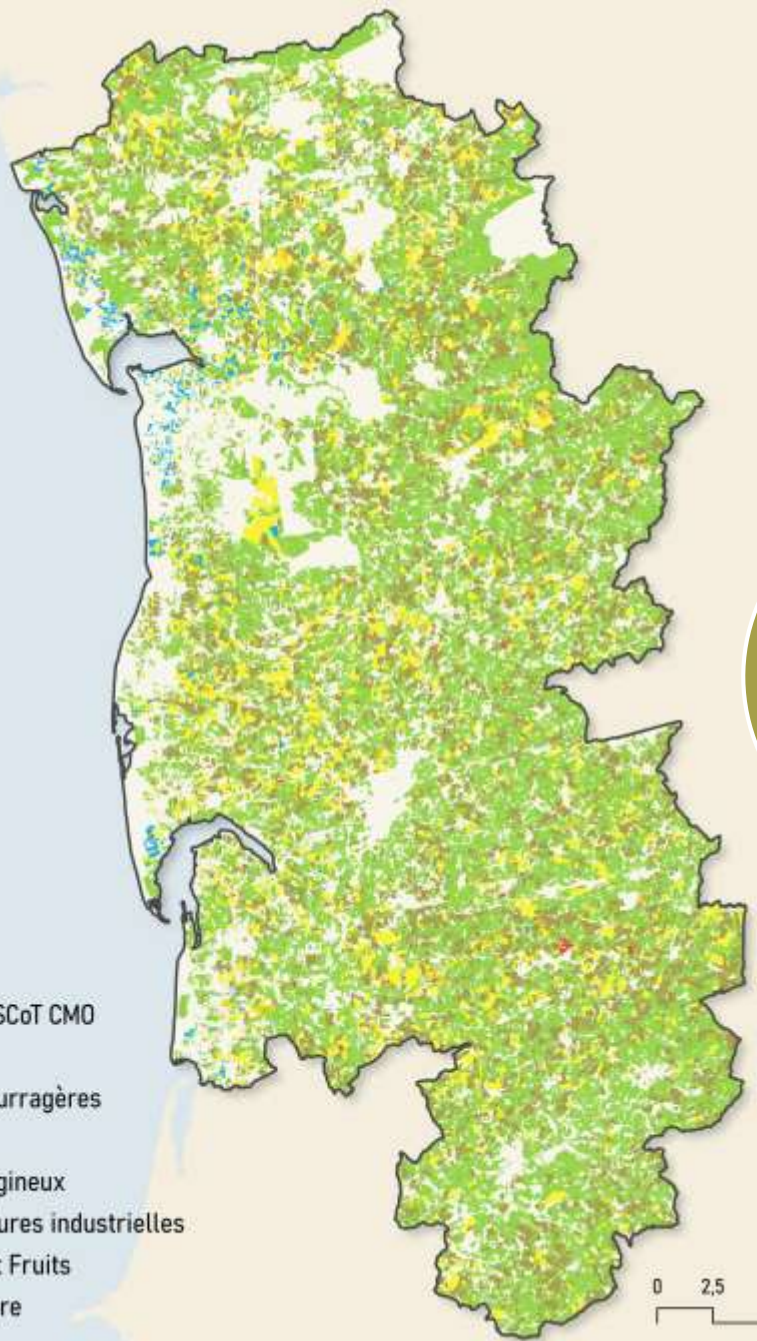 SCoT CMO
urragères
gineux
ures industrielles
t Fruits
re
0 2,5